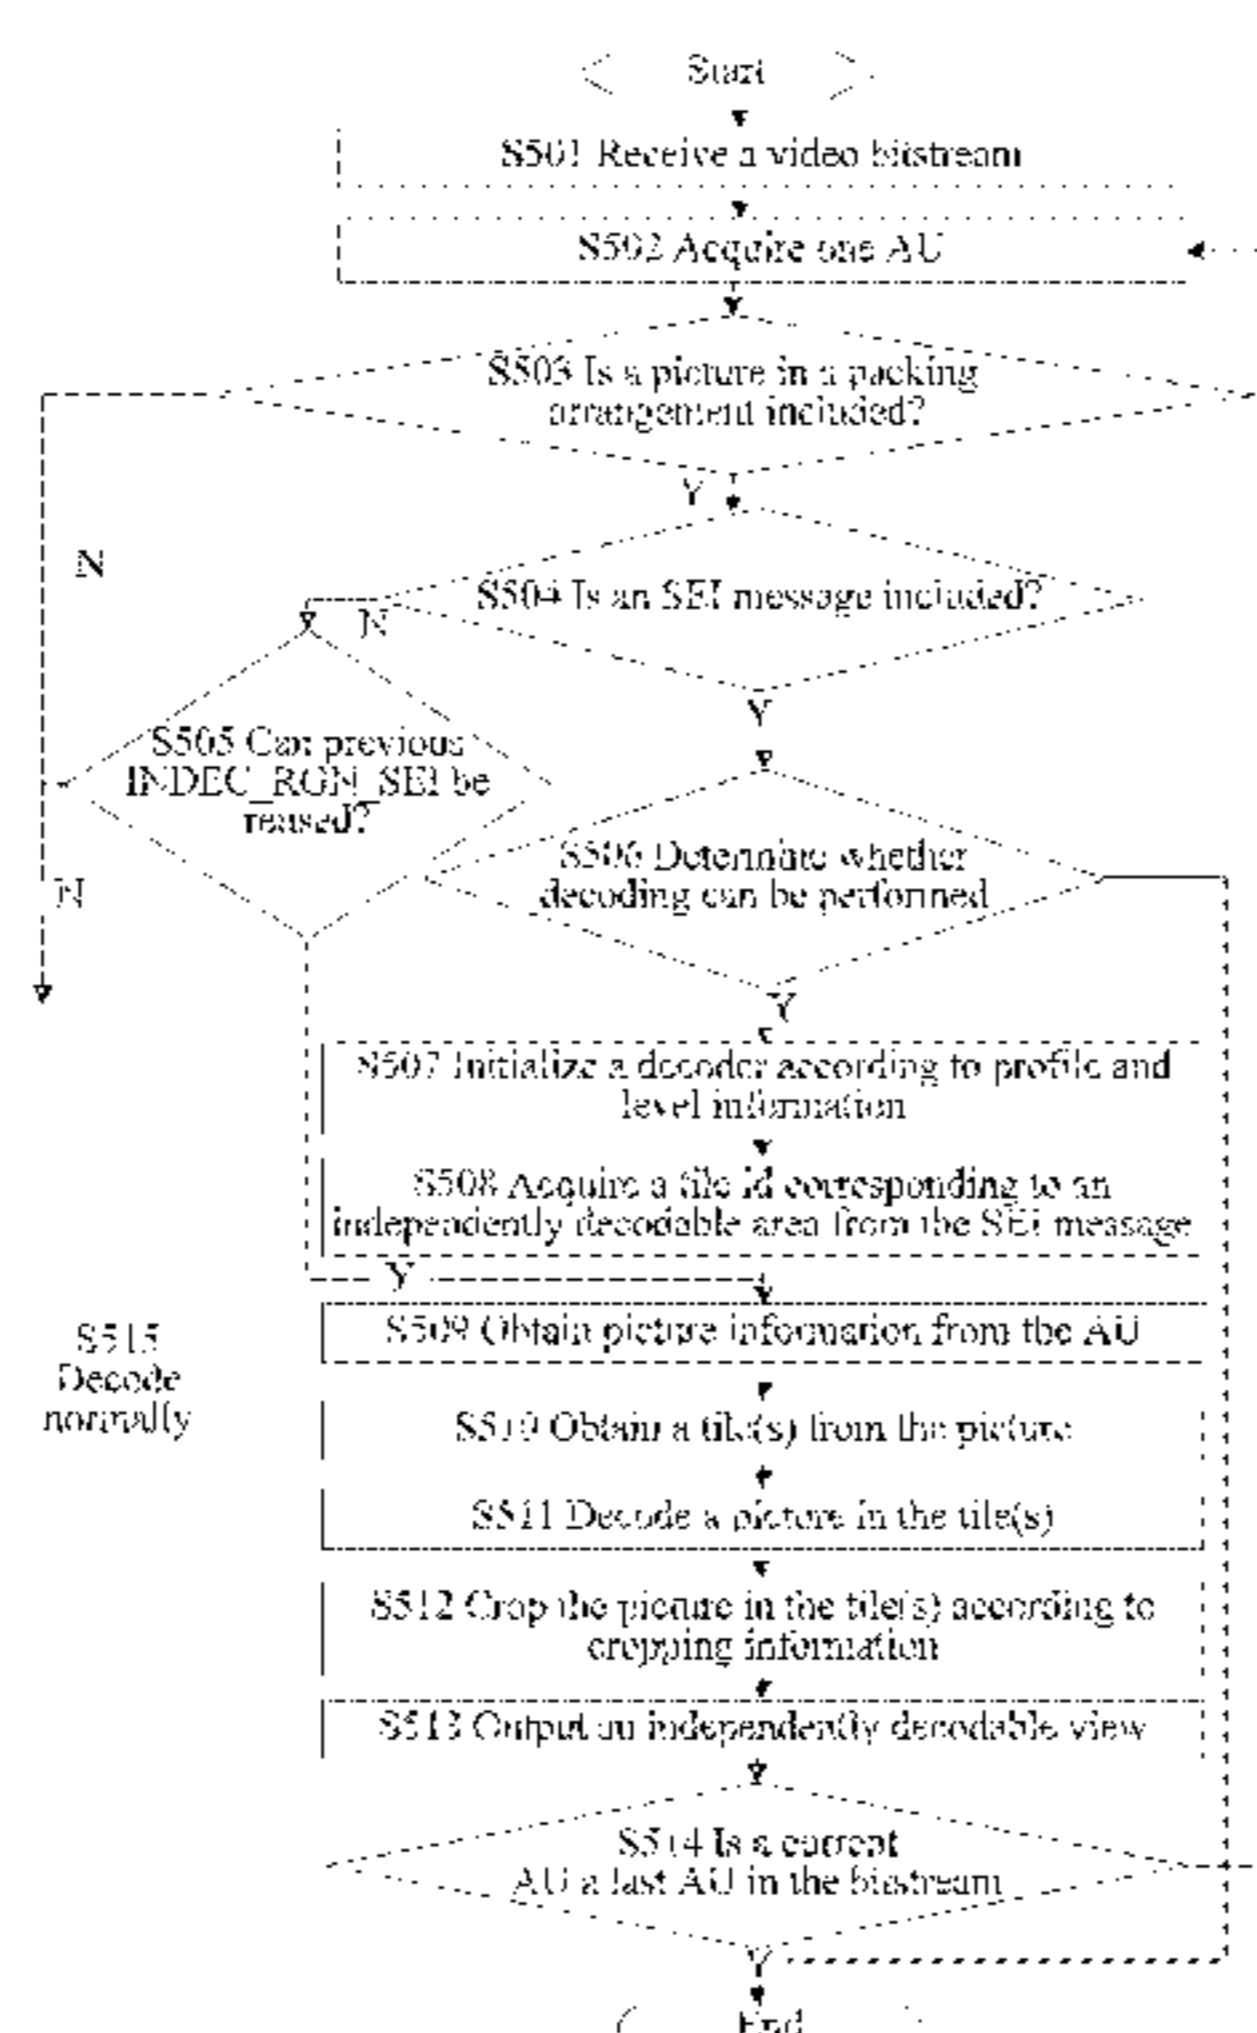 Start
S501 Receive a video bitstream
S502 Acquire one AU
S503 Is a picture in a packing
arrangement included?
Y
N
S504 Is an SEI message included?
N
Y
S505 Can previous
INDEC_RGN_SEI be
reused?
S506 Determine whether
decoding can be performed
N
Y
S507 Initialize a decoder according to profile and
level information
S508 Acquire a tile id corresponding to an
independently decodable area from the SEI message
Y
S509 Obtain picture information from the AU
S515
Decode
normally
S510 Obtain a tile(s) from the picture
S511 Decode a picture in the tile(s)
S512 Crop the picture in the tile(s) according to
cropping information
S513 Output an independently decodable view
S514 Is a current
AU a last AU in the bitstream
Y
End